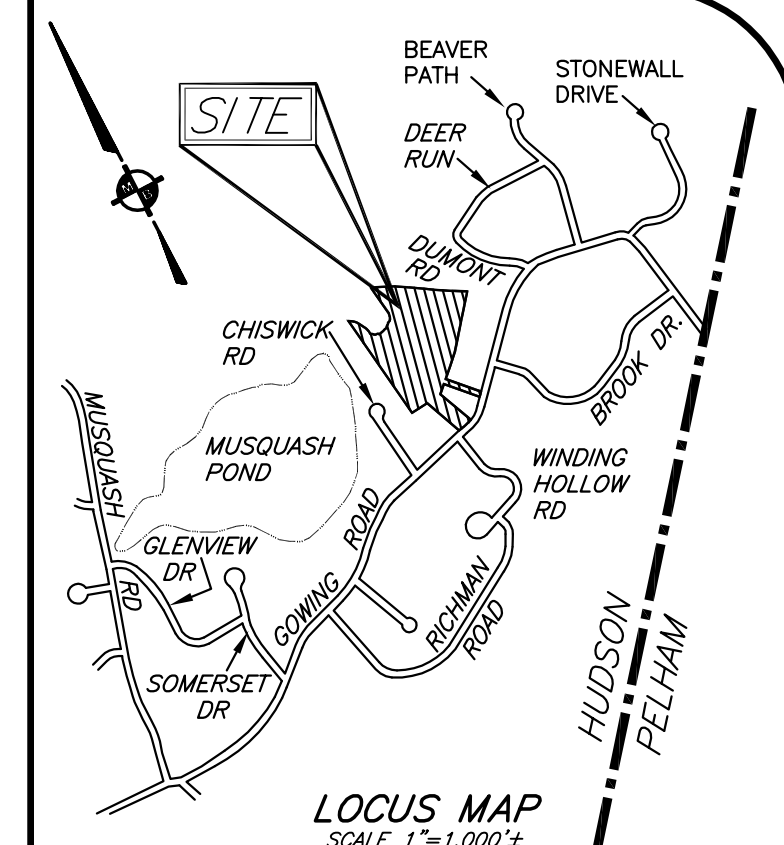 BEAVER
PATH
STONEWALL
DRIVE
SITE
DEER
RUN
M
B
DUMONT
RD
CHISWICK
RD
BROOK DR.
MUSQUASH
RD
MUSQUASH
POND
WINDING
HOLLOW
RD
GLENVIEW
DR
GOWING
ROAD
RICHMAN
ROAD
SOMERSET
DR
HUDSON
PELHAM
LOCUS MAP
SCALE 1"=1,000'±